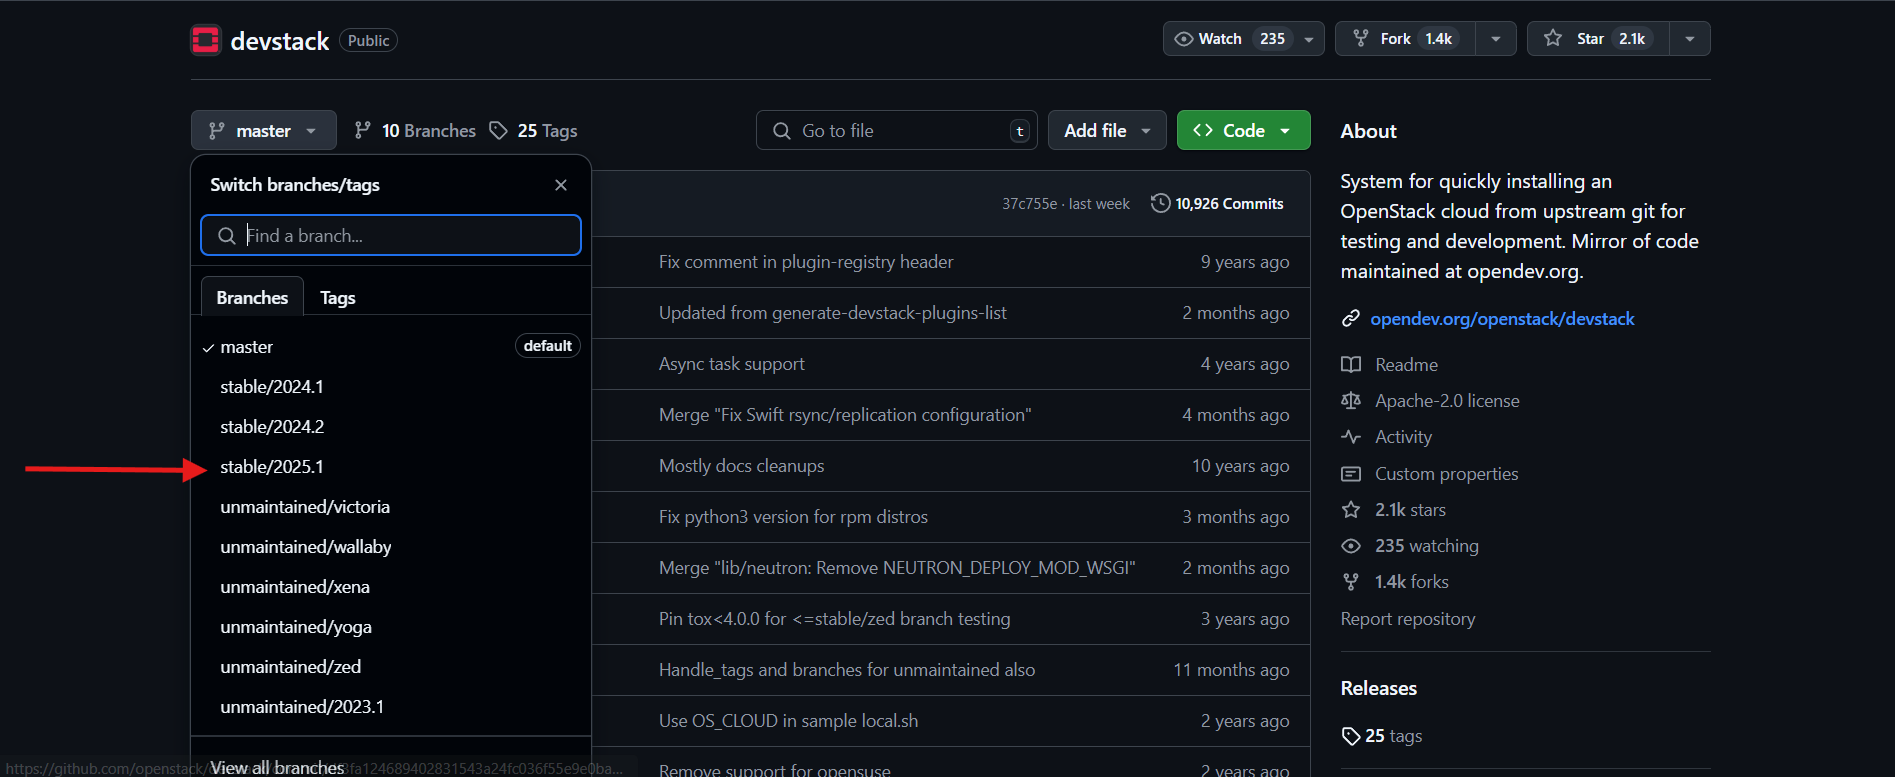 devstack Public
Watch 235
Fork 1.4k
Star 2.1k
master
10 Branches
25 Tags
Go to file t
Add file
Code
Switch branches/tags
Find a branch...
Branches Tags
master default
stable/2024.1
stable/2024.2
stable/2025.1
unmaintained/victoria
unmaintained/wallaby
unmaintained/xena
unmaintained/yoga
unmaintained/zed
unmaintained/2023.1
View all branches
37c755e · last week 10,926 Commits
Fix comment in plugin-registry header 9 years ago
Updated from generate-devstack-plugins-list 2 months ago
Async task support 4 years ago
Merge "Fix Swift rsync/replication configuration" 4 months ago
Mostly docs cleanups 10 years ago
Fix python3 version for rpm distros 3 months ago
Merge "lib/neutron: Remove NEUTRON_DEPLOY_MOD_WSGI" 2 months ago
Pin tox<4.0.0 for <=stable/zed branch testing 3 years ago
Handle_tags and branches for unmaintained also 11 months ago
Use OS_CLOUD in sample local.sh 2 years ago
Remove support for opensuse 2 years ago
About
System for quickly installing an
OpenStack cloud from upstream git for
testing and development. Mirror of code
maintained at opendev.org.
opendev.org/openstack/devstack
Readme
Apache-2.0 license
Activity
Custom properties
2.1k stars
235 watching
1.4k forks
Report repository
Releases
25 tags